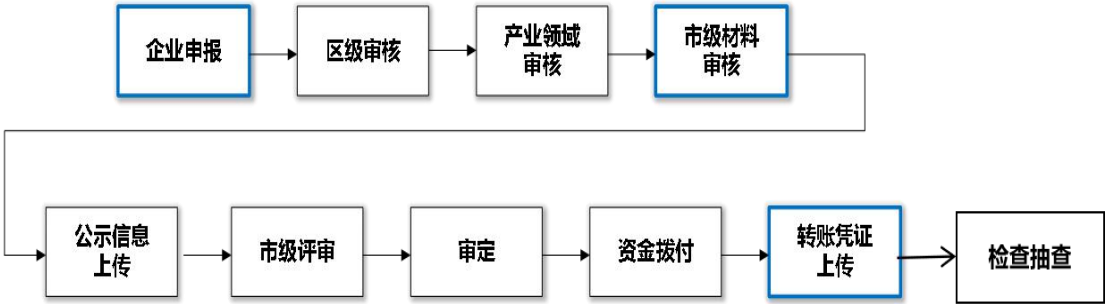 企业申报
区级审核
产业领域
审核
市级材料
审核
公示信息
上传
市级评审
审定
资金拨付
转账凭证
上传
检查抽查